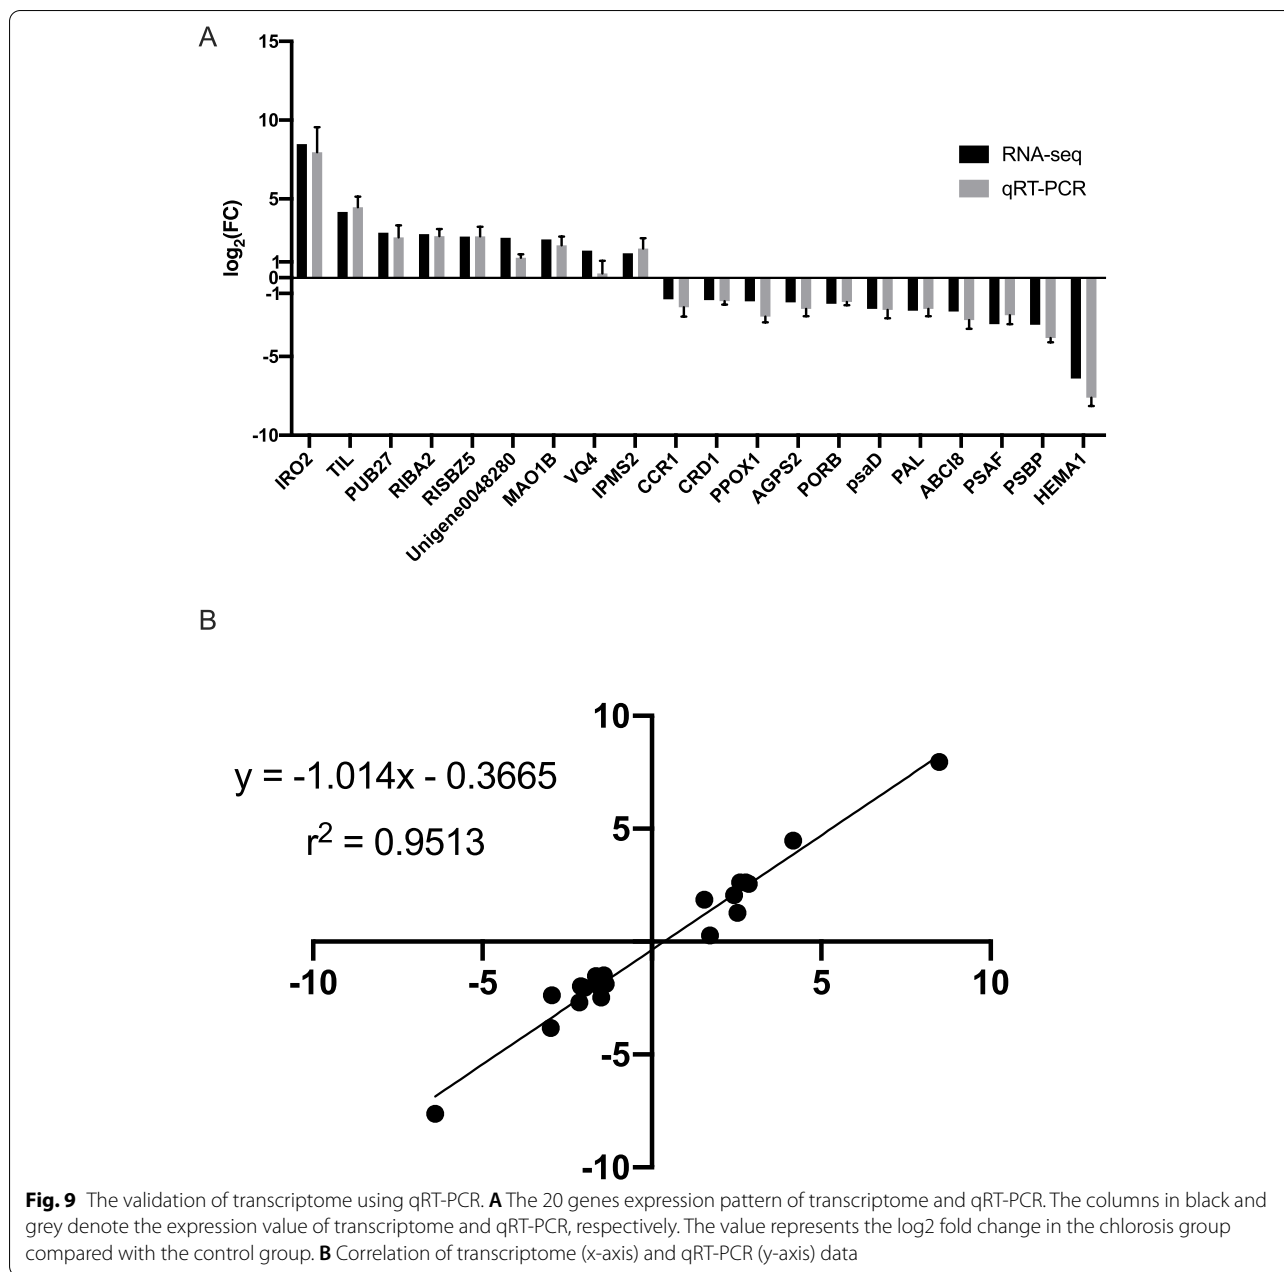 A
15
10
5
1
0
-1
-5
-10
log2(FC)
RNA-seq
qRT-PCR
IRO2
TIL
PUB27
RIBA2
RISBZ5
Unigene0048280
MAO1B
VQ4
IPMS2
CCR1
CRD1
PPOX1
AGPS2
PORB
psaD
PAL
ABCI8
PSAF
PSBP
HEMA1
B
y = -1.014x - 0.3665
r2 = 0.9513
10
5
-10
-5
5
10
-5
-10
Fig. 9 The validation of transcriptome using qRT-PCR. A The 20 genes expression pattern of transcriptome and qRT-PCR. The columns in black and
grey denote the expression value of transcriptome and qRT-PCR, respectively. The value represents the log2 fold change in the chlorosis group
compared with the control group. B Correlation of transcriptome (x-axis) and qRT-PCR (y-axis) data